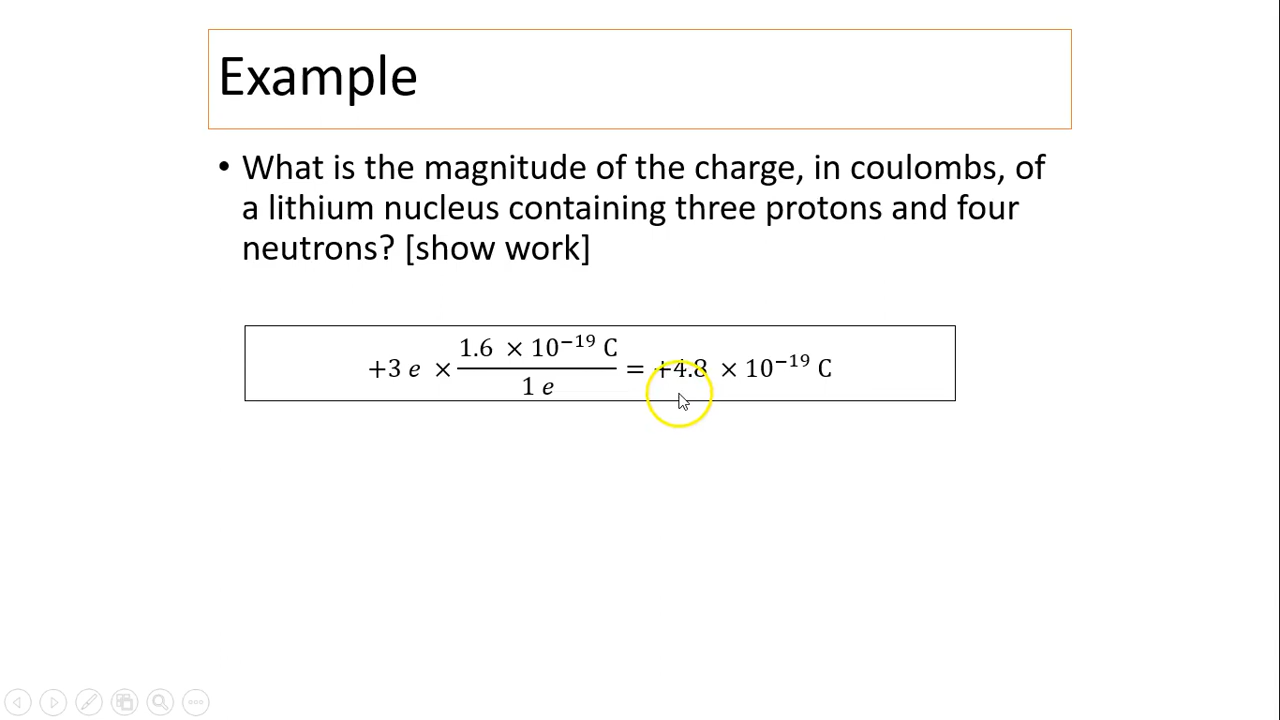 Example
• What is the magnitude of the charge, in coulombs, of
a lithium nucleus containing three protons and four
neutrons? [show work]
+3 e × 1.6 × 10⁻¹⁹ C / 1 e = +4.8 × 10⁻¹⁹ C